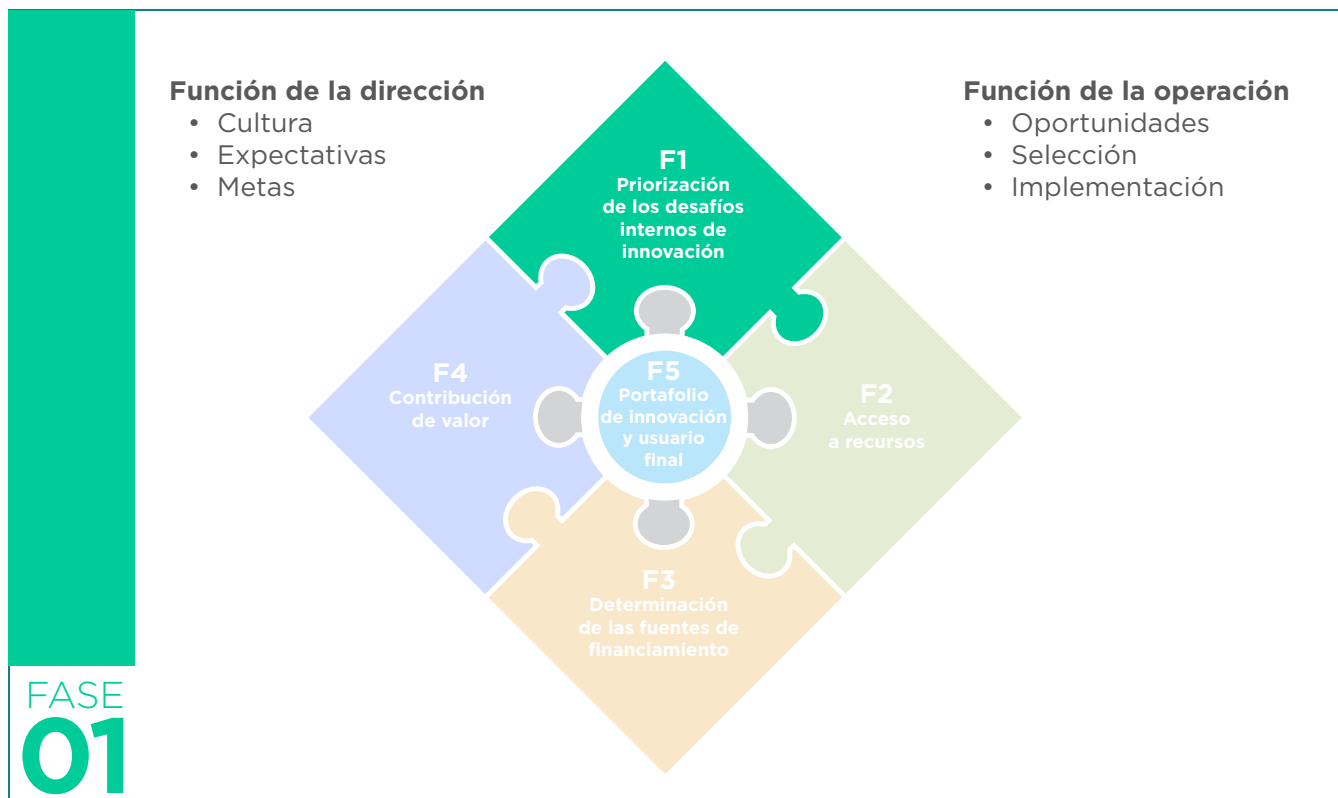 Función de la dirección
• Cultura
• Expectativas
• Metas
Función de la operación
• Oportunidades
• Selección
• Implementación
F1
Priorización
de los desafíos
internos de
innovación
F4
Contribución
de valor
F5
Portafolio
de innovación
y usuario
final
F2
Acceso
a recursos
F3
Determinación
de las fuentes de
financiamiento
FASE
01